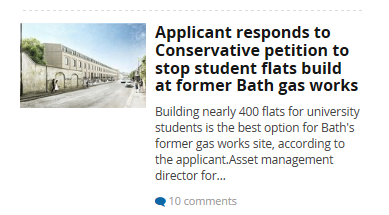 Applicant responds to
Conservative petition to
stop student flats build
at former Bath gas works
Building nearly 400 flats for university
students is the best option for Bath's
former gas works site, according to
the applicant.Asset management
director for...
10 comments